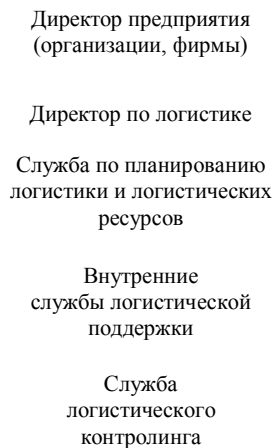 Директор предприятия
(организации, фирмы)
Директор по логистике
Служба по планированию
логистики и логистических
ресурсов
Внутренние
службы логистической
поддержки
Служба
логистического
контролинга